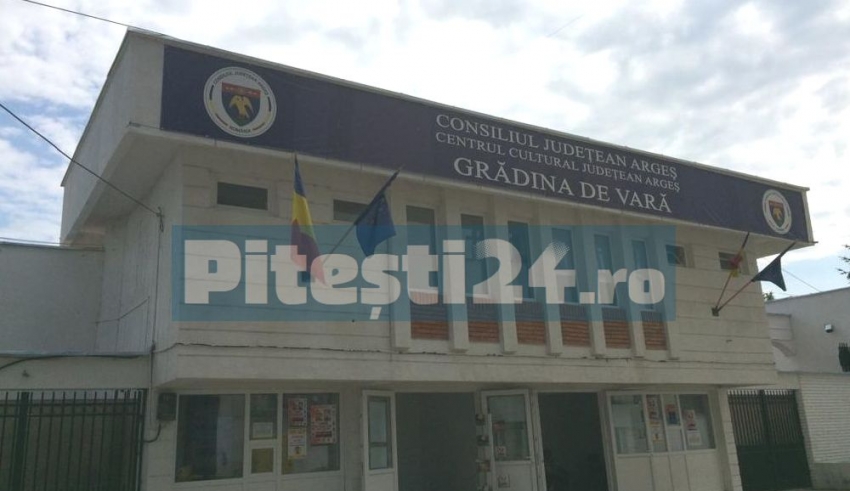 CONSILIUL JUDEȚEAN ARGEȘ
CENTRUL CULTURAL JUDEȚEAN ARGEȘ
GRĂDINA DE VARĂ
Pitești24.ro